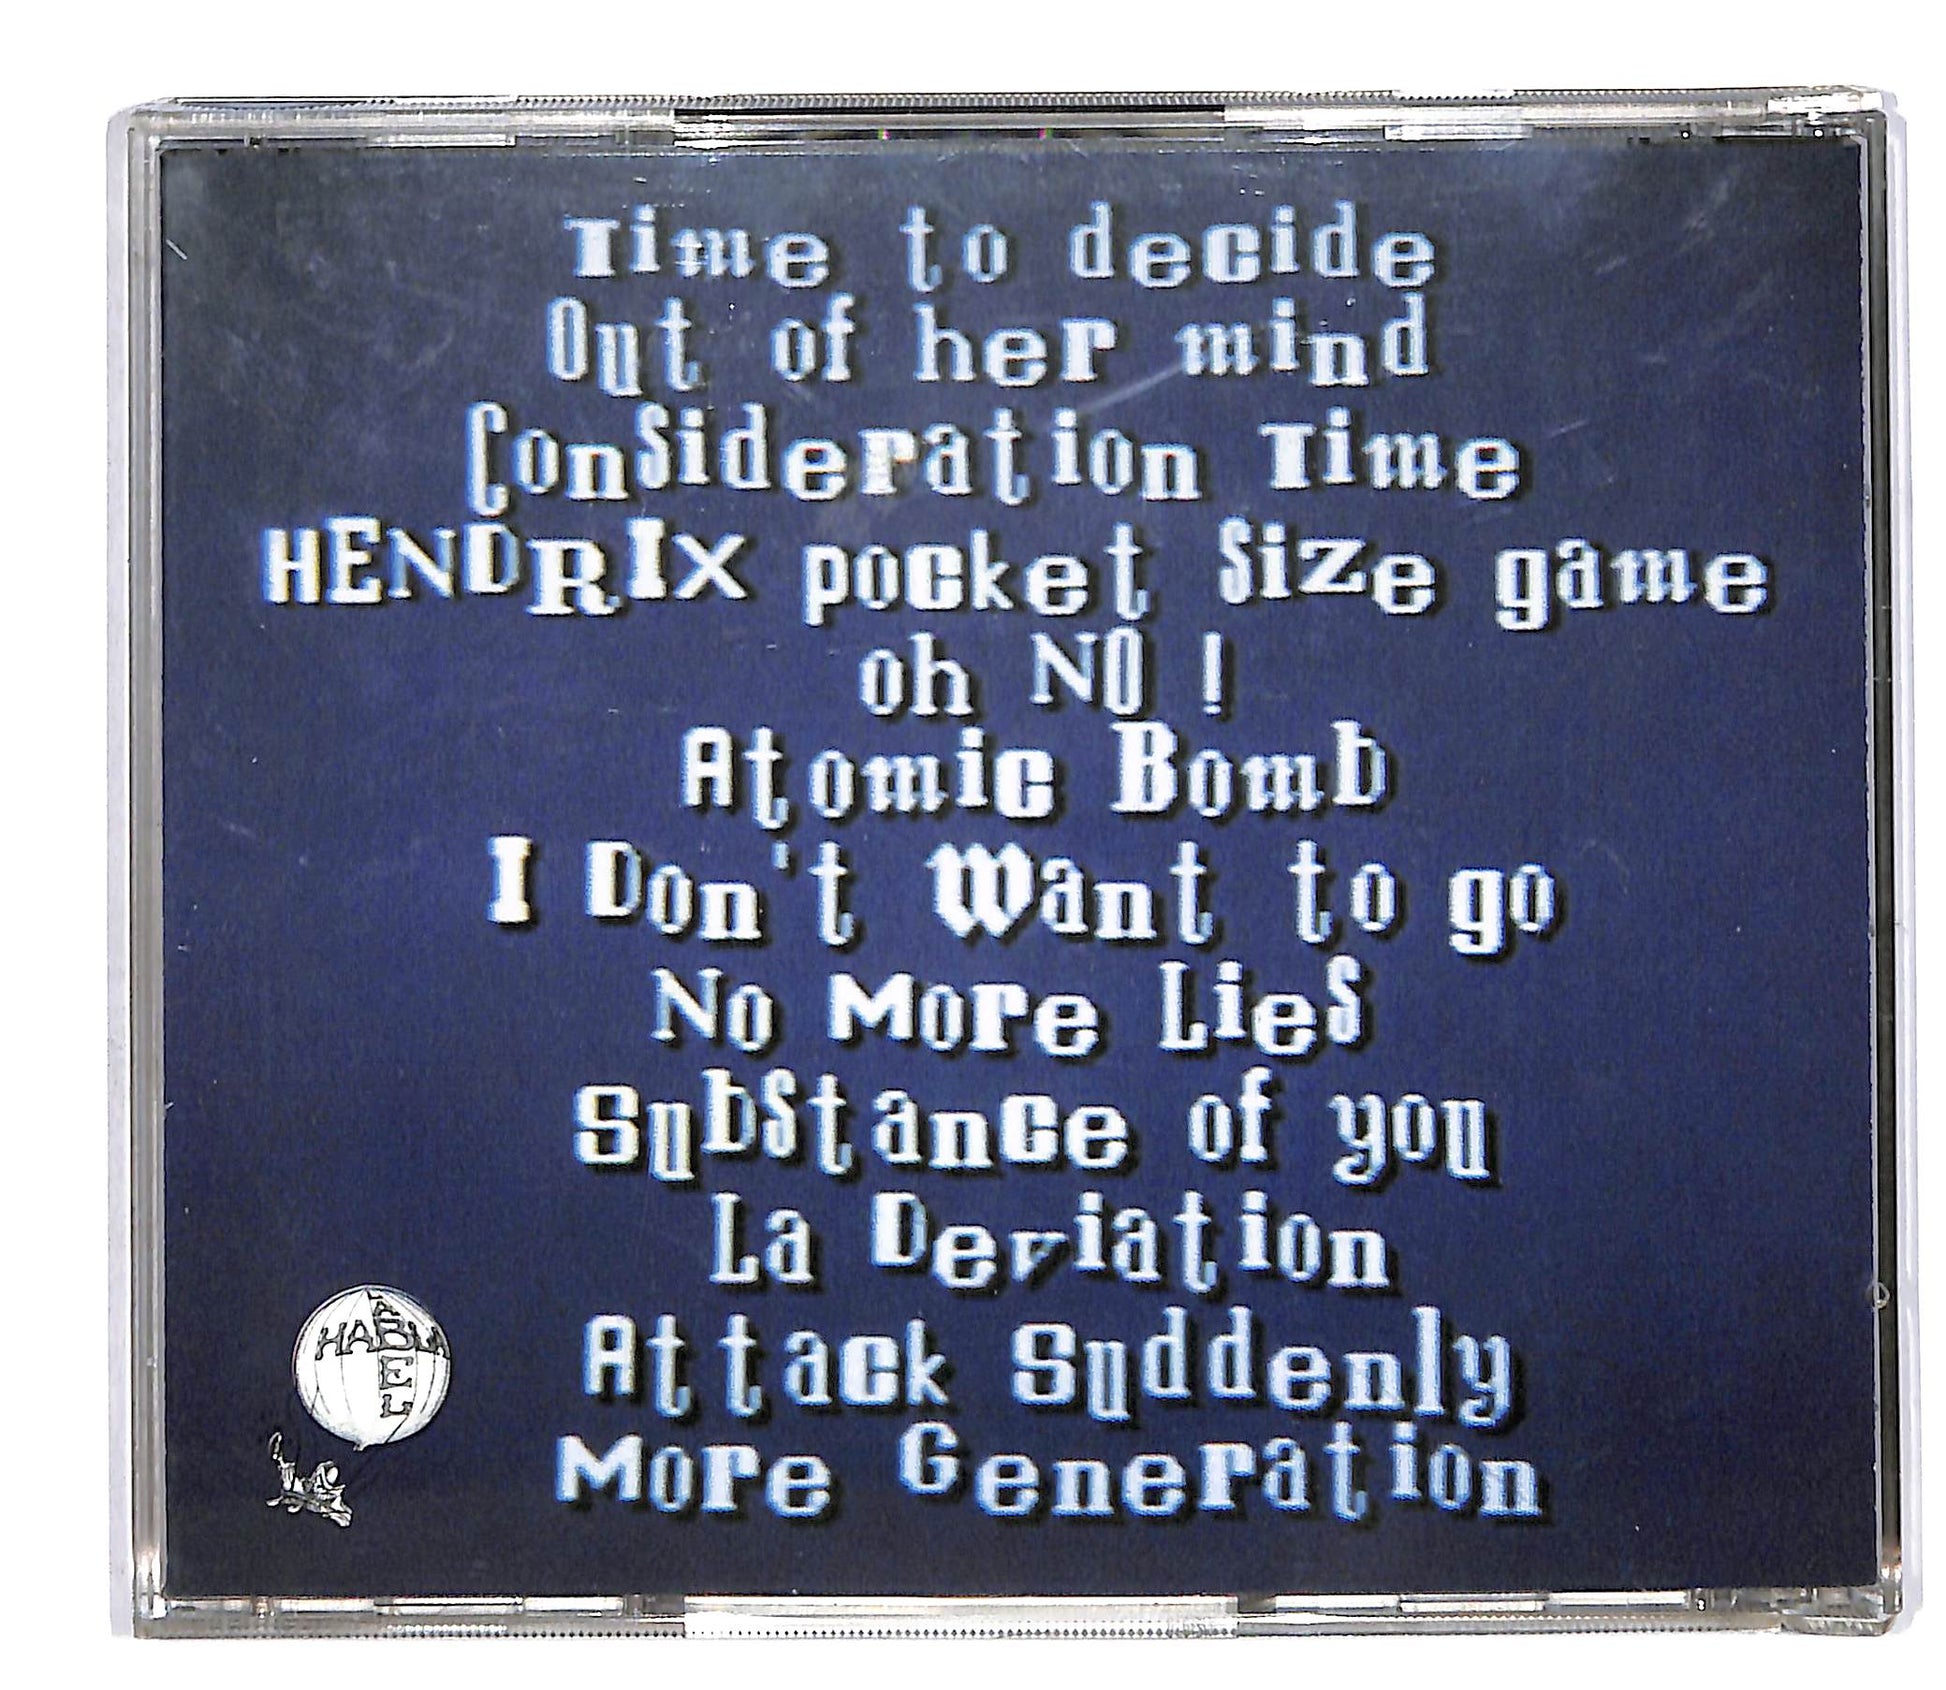 Time to decide
Out of her mind
Consideration Time
HENDRIX pocket Size game
oh NO !
Atomic Bomb
I Don't Want to go
No More Lies
Substance of you
La Deviation
Attack Suddenly
More Generation